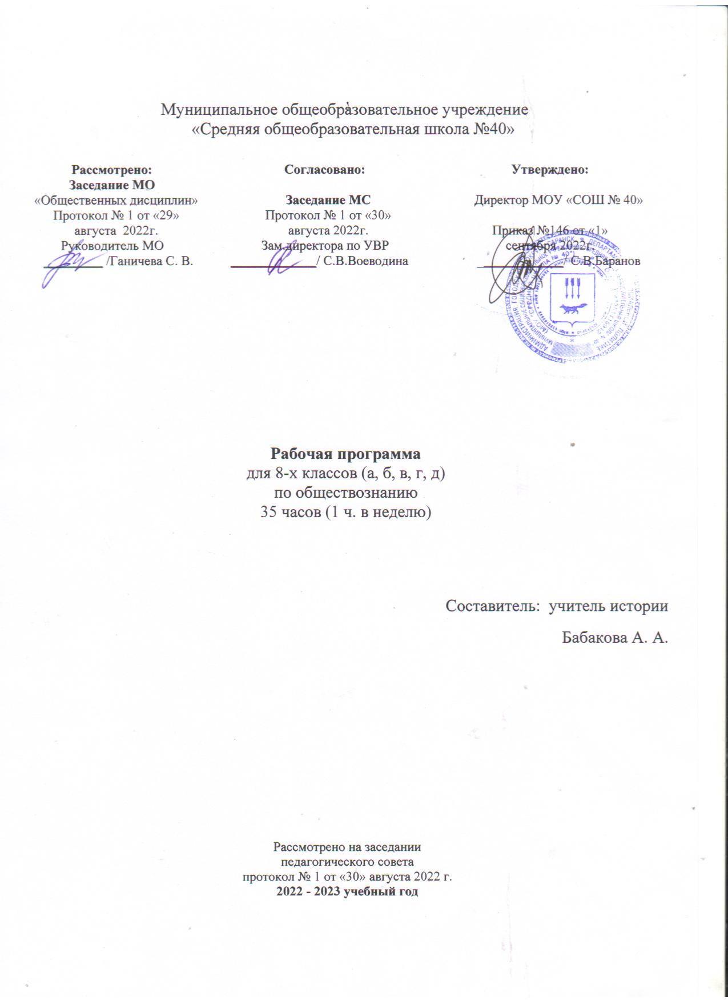 Муниципальное общеобразовательное учреждение
«Средняя общеобразовательная школа №40»
Рассмотрено:
Заседание МО
«Общественных дисциплин»
Протокол № 1 от «29»
августа 2022г.
Руководитель МО
/Ганичева С. В.
Согласовано:
Заседание МС
Протокол № 1 от «30»
августа 2022г.
Зам.директора по УВР
/ С.В.Воеводина
Утверждено:
Директор МОУ «СОШ № 40»
Приказ №146 от «1»
сентября 2022г.
/ С.В.Баранов
Рабочая программа
для 8-х классов (а, б, в, г, д)
по обществознанию
35 часов (1 ч. в неделю)
Составитель: учитель истории
Бабакова А. А.
Рассмотрено на заседании
педагогического совета
протокол № 1 от «30» августа 2022 г.
2022 - 2023 учебный год